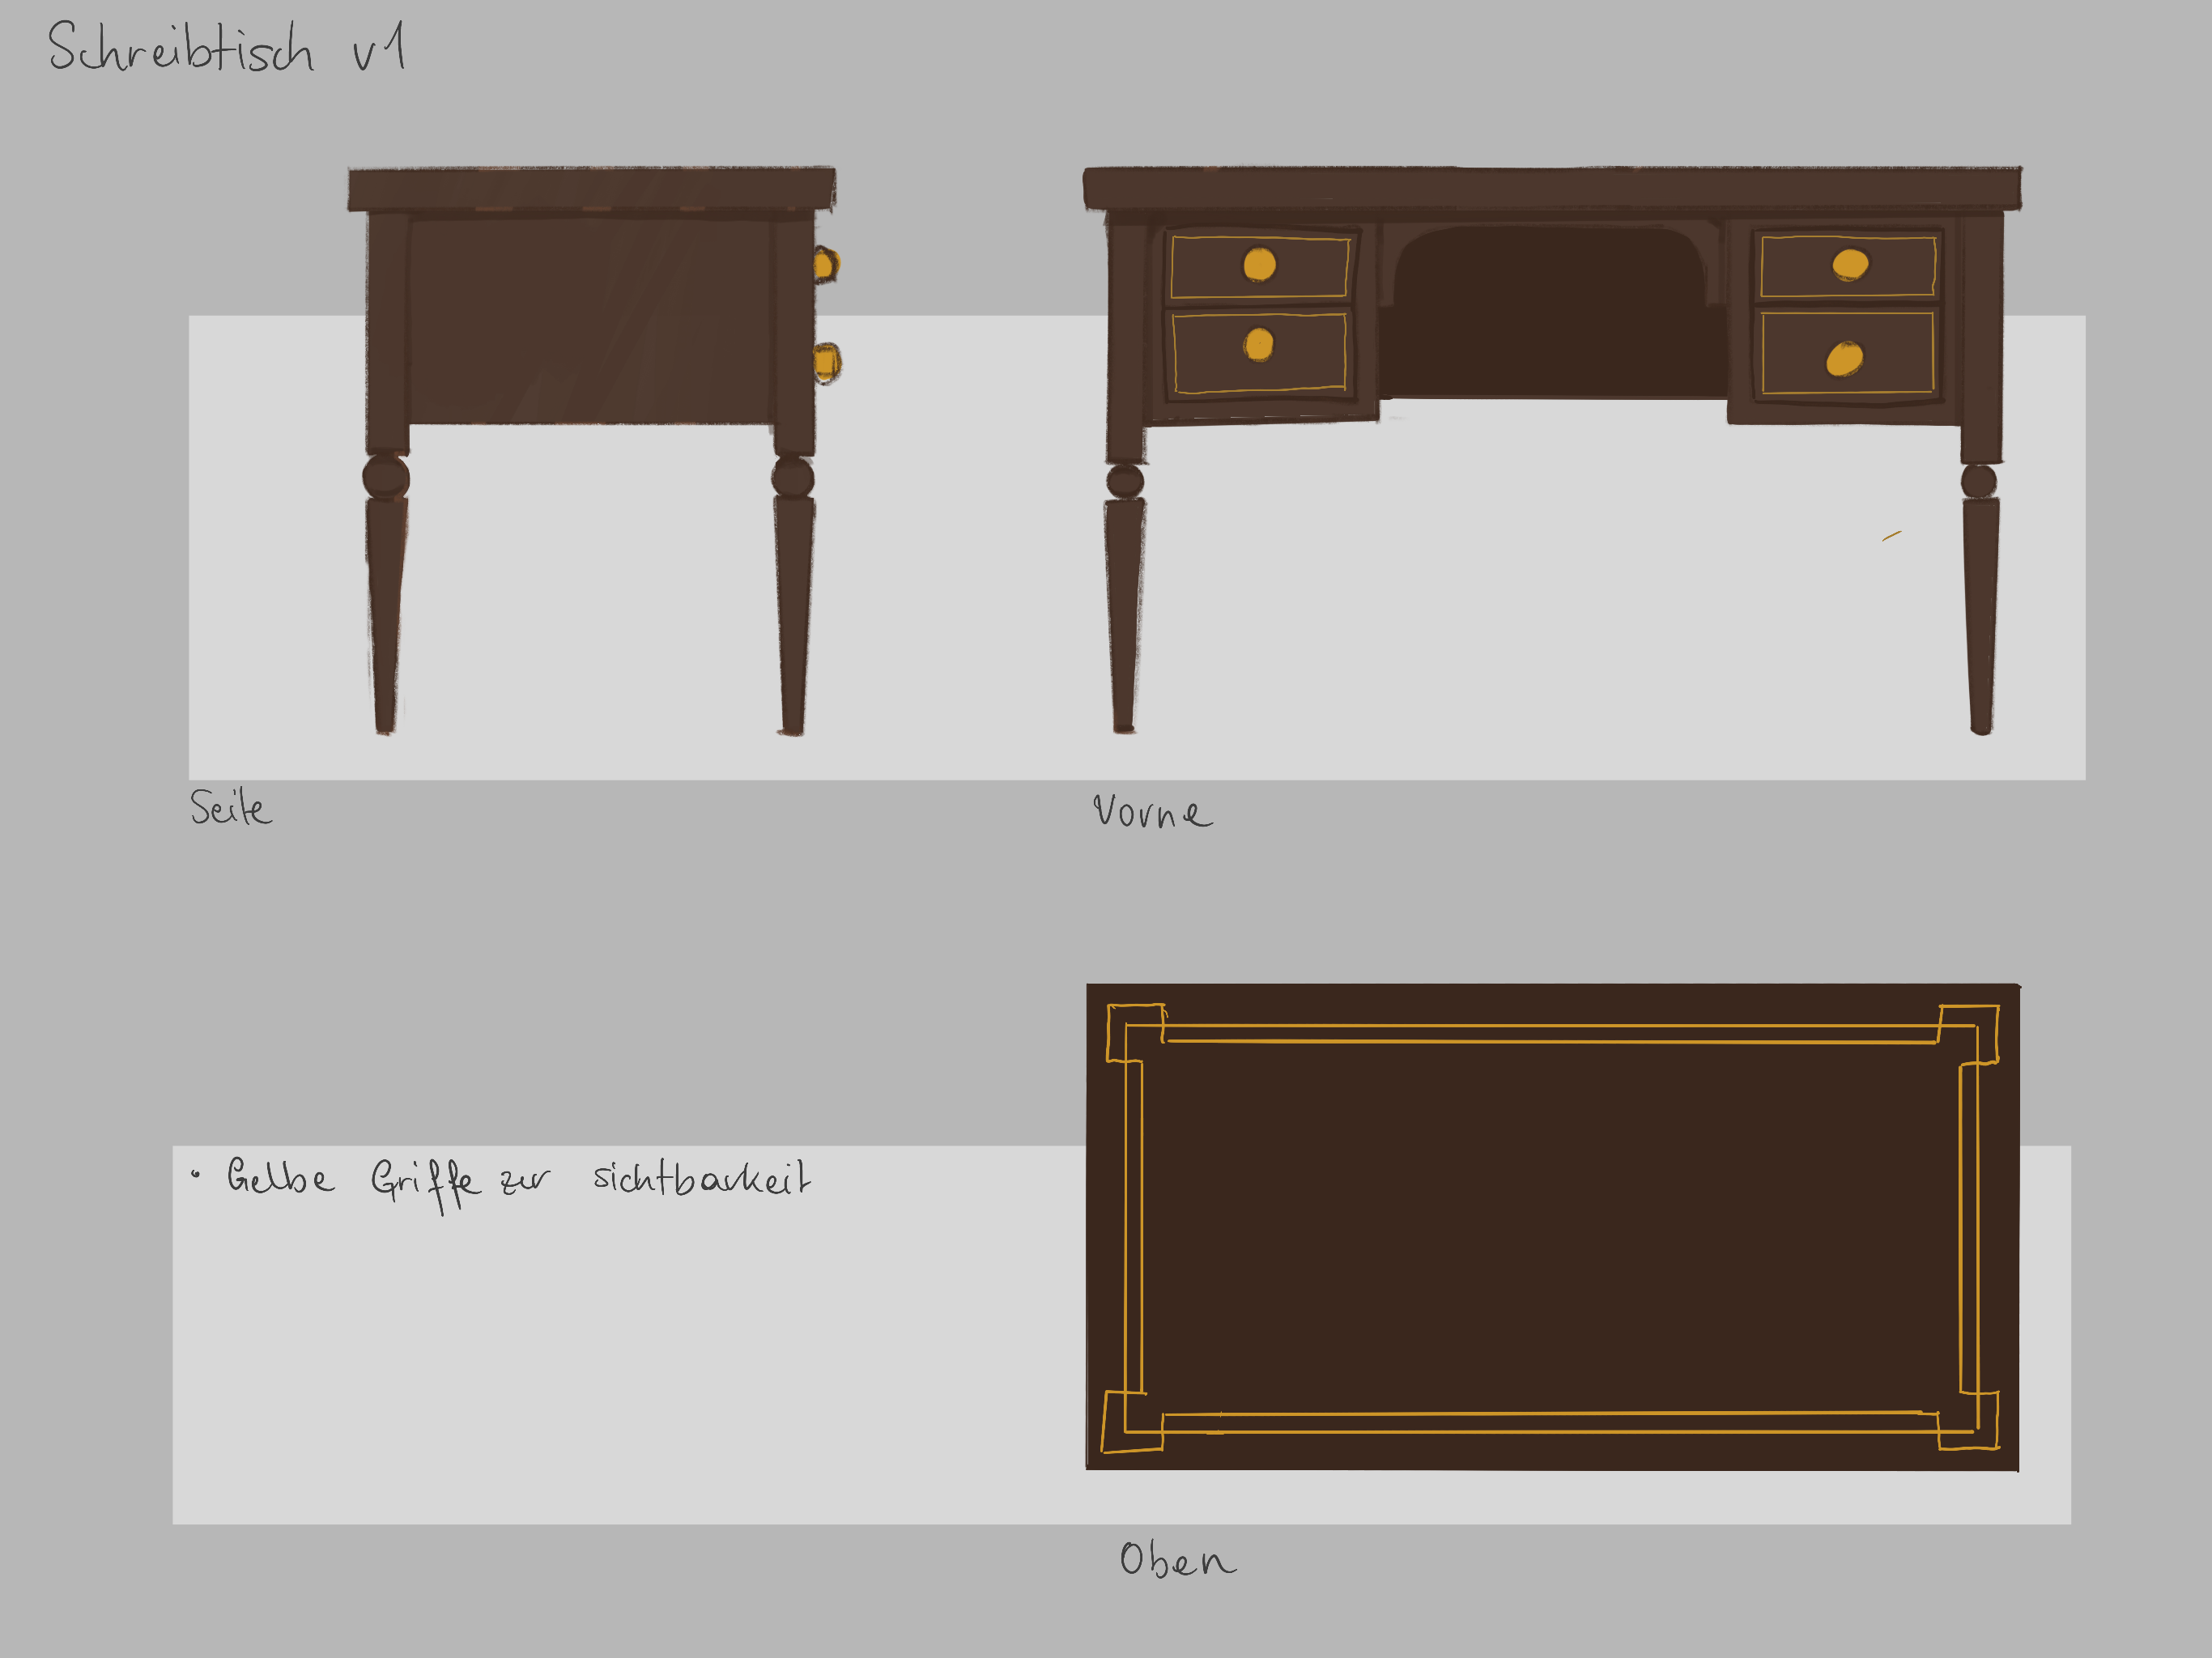 Schreibtisch v1
Seite
Vorne
• Gelbe Griffe zur sichtbarkeit
Oben